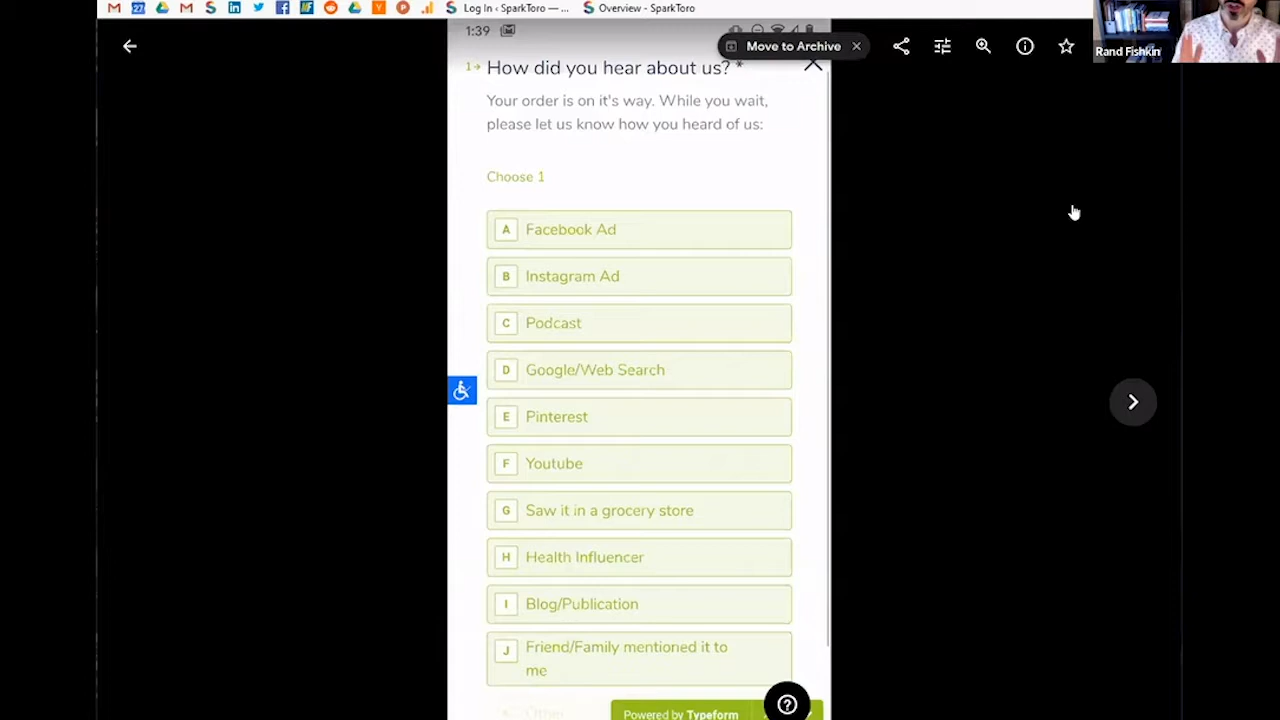 Log In ‹ SparkToro — ...
Overview - SparkToro
27
1:39
Move to Archive
Rand Fishkin
1 How did you hear about us? *
Your order is on it's way. While you wait,
please let us know how you heard of us:
Choose 1
A Facebook Ad
B Instagram Ad
C Podcast
D Google/Web Search
E Pinterest
F Youtube
G Saw it in a grocery store
H Health Influencer
I Blog/Publication
J Friend/Family mentioned it to
me
Other
Powered by Typeform